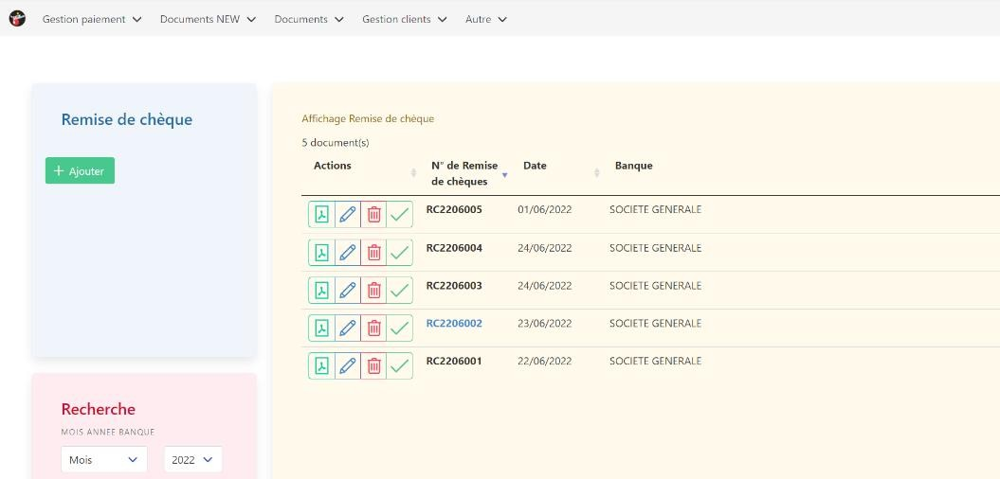 Gestion paiement Documents NEW Documents Gestion clients Autre
Remise de chèque
+ Ajouter
Affichage Remise de chèque
5 document(s)
Actions N° de Remise de chèques Date Banque
RC2206005 01/06/2022 SOCIETE GENERALE
RC2206004 24/06/2022 SOCIETE GENERALE
RC2206003 24/06/2022 SOCIETE GENERALE
RC2206002 23/06/2022 SOCIETE GENERALE
RC2206001 22/06/2022 SOCIETE GENERALE
Recherche
MOIS ANNEE BANQUE
Mois 2022